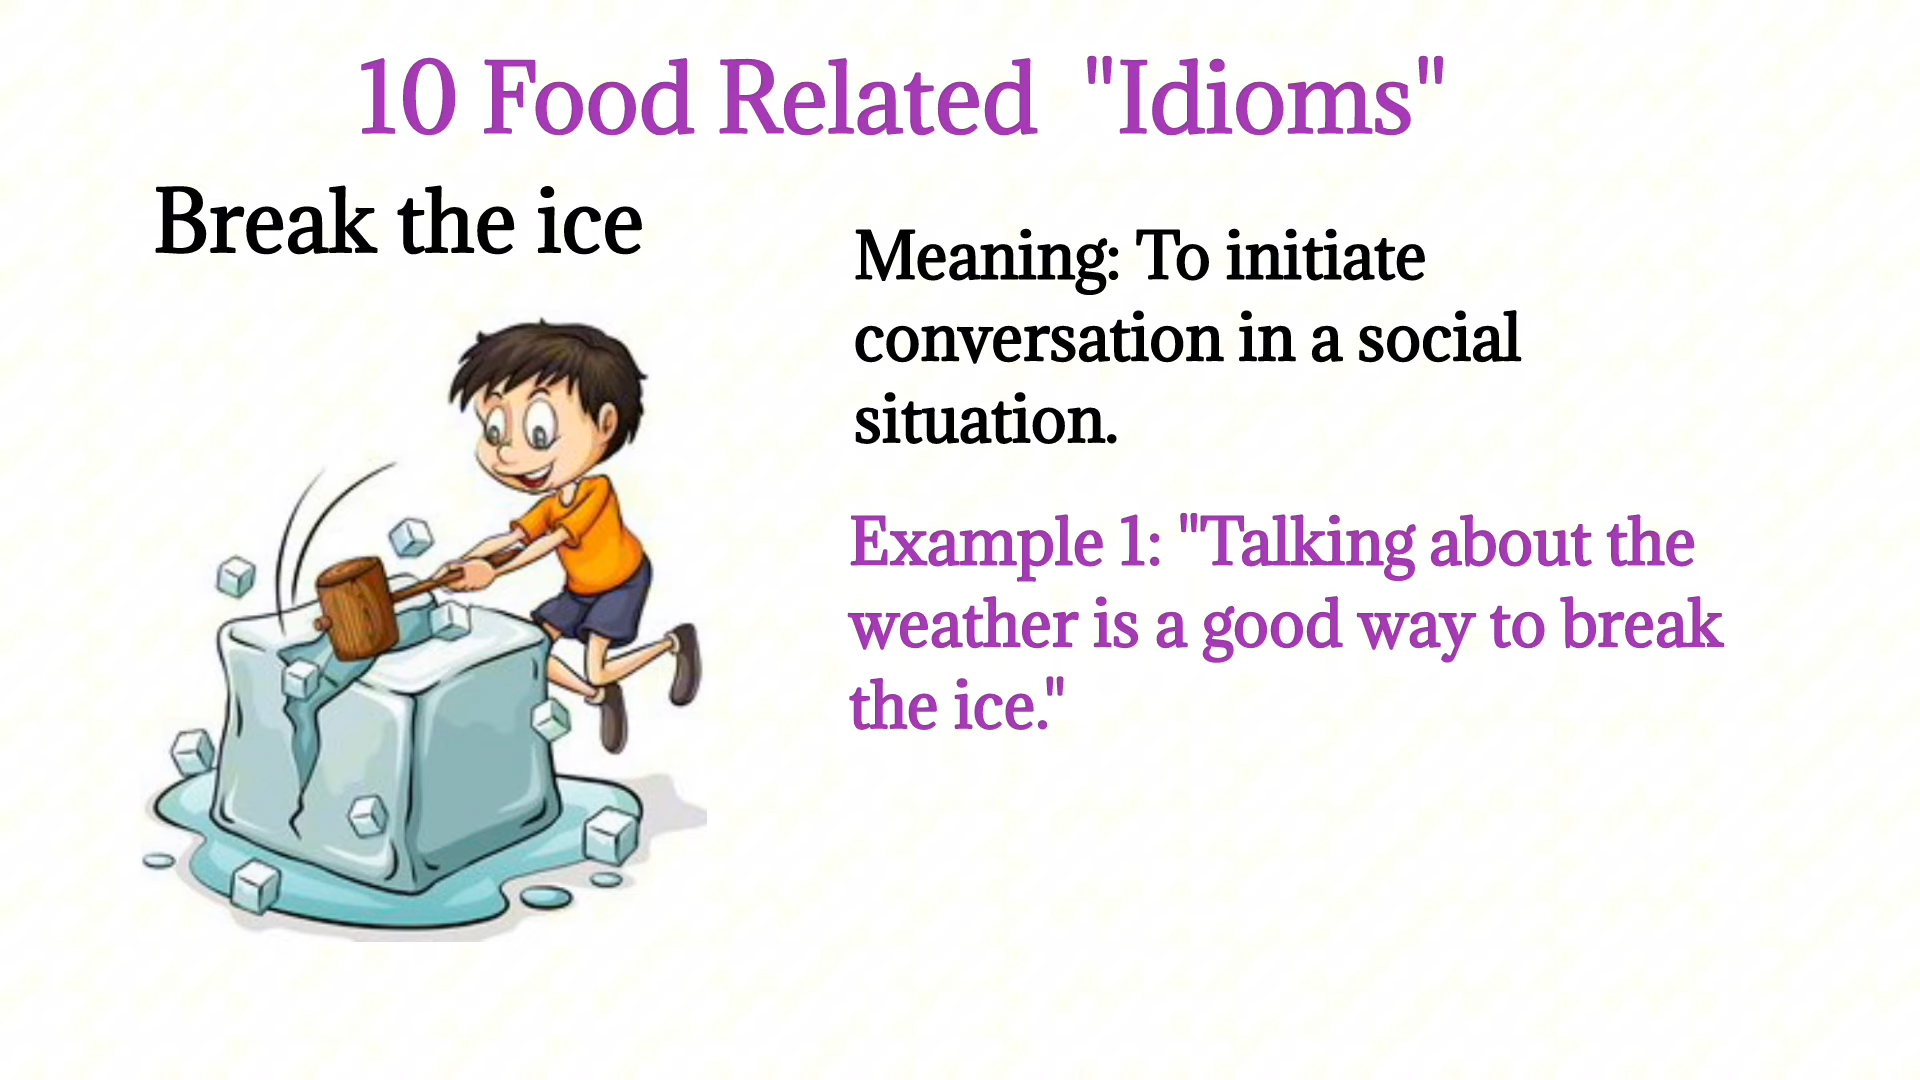 10 Food Related "Idioms"
Break the ice
Meaning: To initiate
conversation in a social
situation.
Example 1: "Talking about the
weather is a good way to break
the ice."